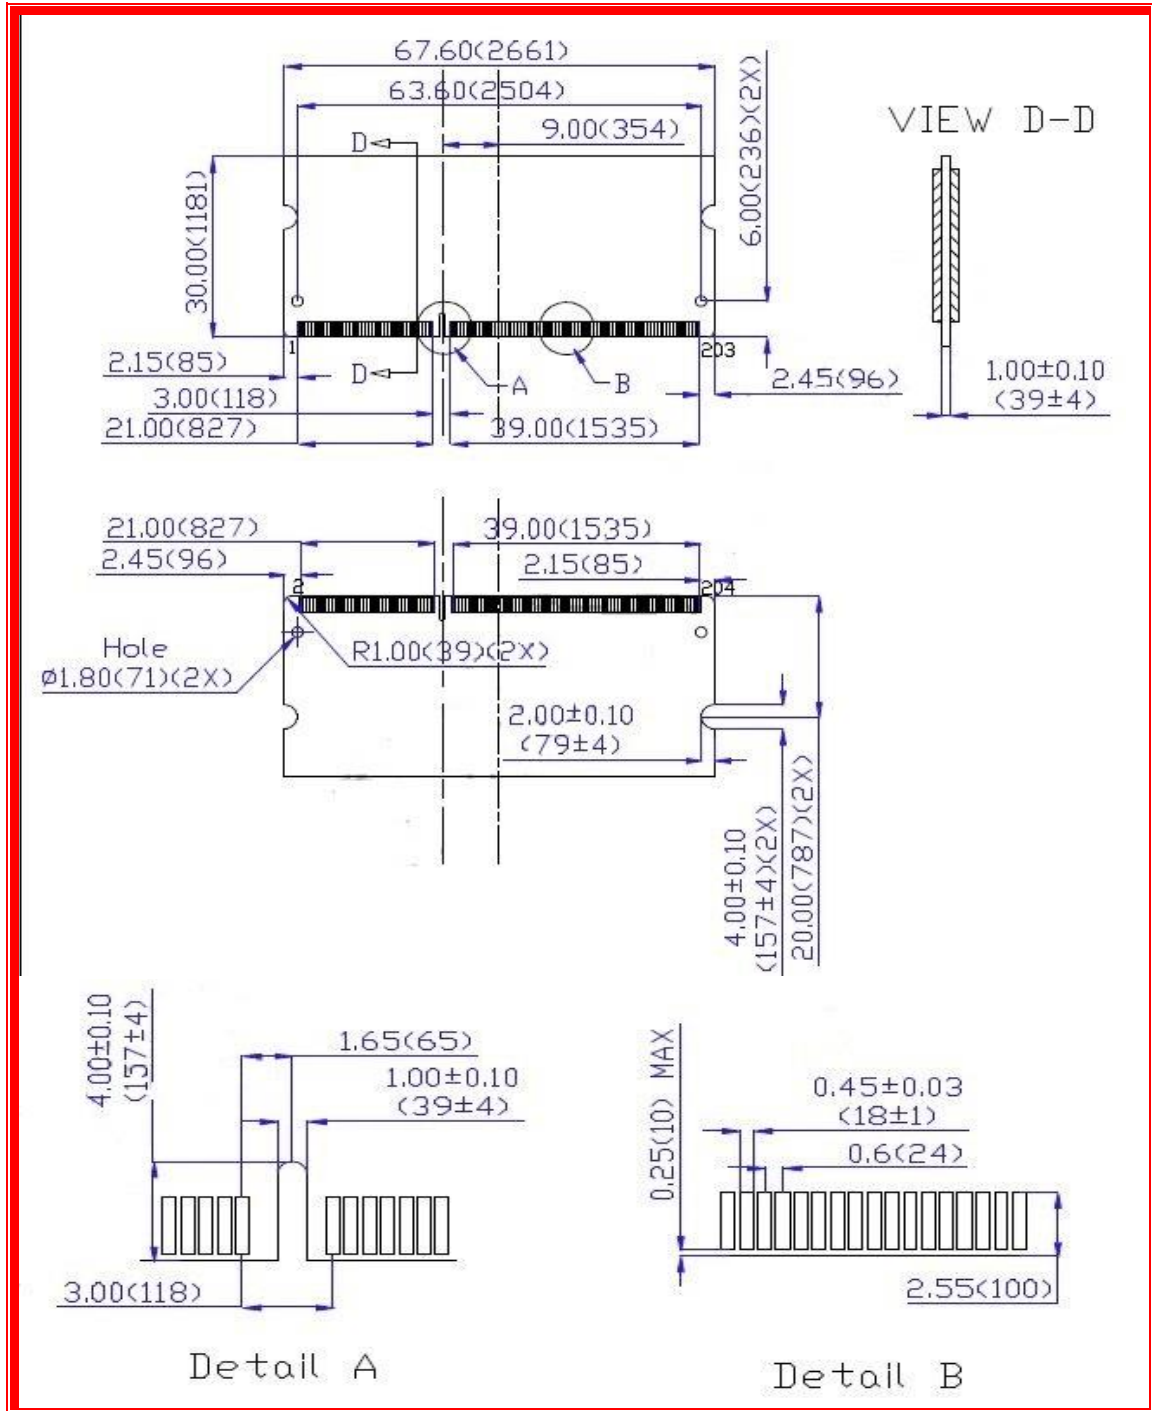 67.60(2661)
63.60(2504)
9.00(354)
D
30.00(1181)
6.00(236)(2X)
VIEW D-D
1
203
2.15(85)
D
A
B
2.45(96)
1.00±0.10
(39±4)
3.00(118)
21.00(827)
39.00(1535)
21.00(827)
39.00(1535)
2.45(96)
2.15(85)
2
204
Hole
ø1.80(71)(2X)
R1.00(39)(2X)
2.00±0.10
(79±4)
4.00±0.10
(157±4)(2X)
20.00(787)(2X)
4.00±0.10
(157±4)
1.65(65)
1.00±0.10
(39±4)
3.00(118)
Detail A
0.25(10) MAX
0.45±0.03
(18±1)
0.6(24)
2.55(100)
Detail B